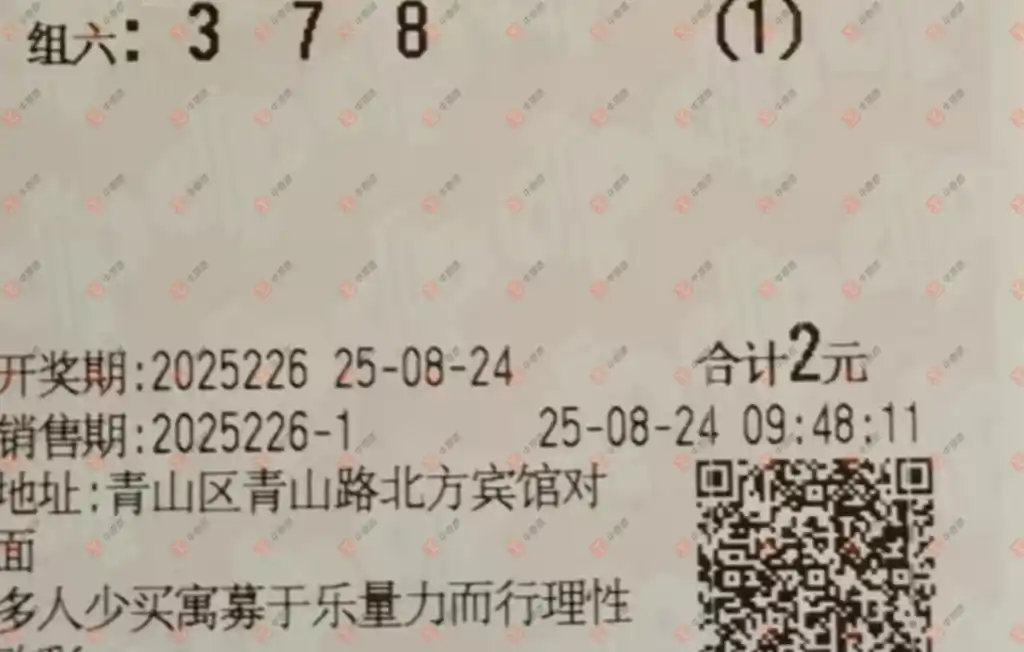 组六: 3 7 8 (1)
开奖期:2025226 25-08-24 合计2元
销售期:2025226-1 25-08-24 09:48:11
地址:青山区青山路北方宾馆对
面
多人少买寓募于乐量力而行理性